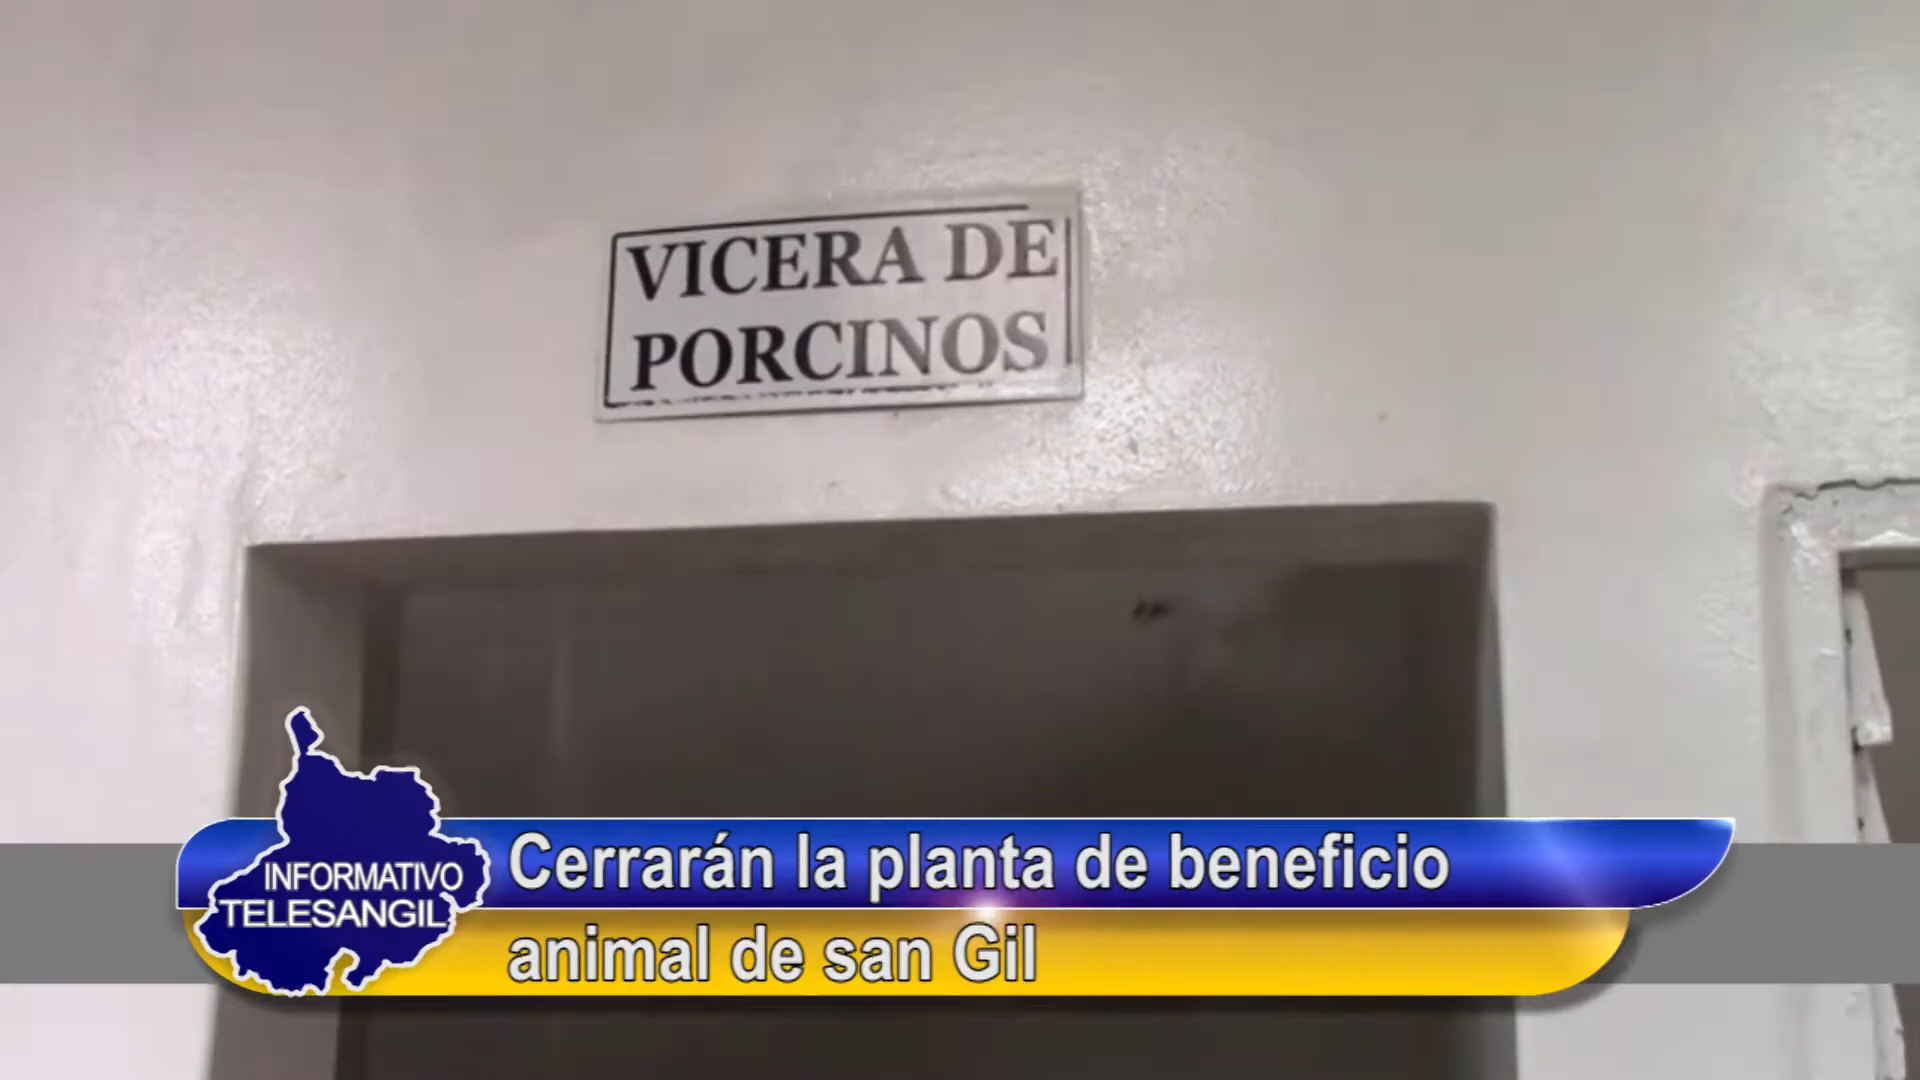 VICERA DE
PORCINOS
INFORMATIVO
TELESANGIL
Cerrarán la planta de beneficio
animal de san Gil